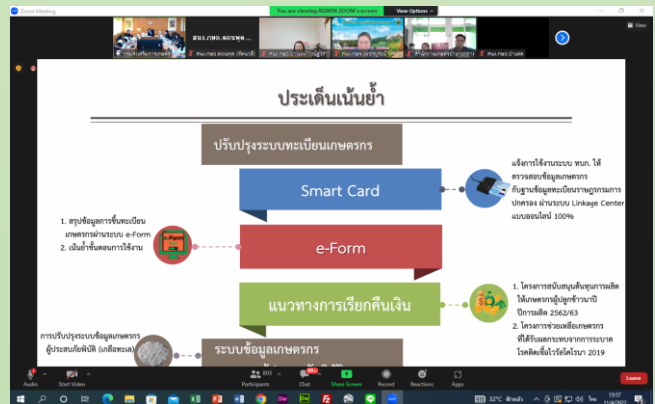 Zoom Meeting
You are viewing ADMIN ZOOM's screen
View Options
View
ประเด็นเน้นย้ำ
ปรับปรุงระบบทะเบียนเกษตรกร
Smart Card
แจ้งการใช้งานระบบ ทบก. ให้
ตรวจสอบข้อมูลเกษตรกร
กับฐานข้อมูลทะเบียนราษฎรกรมการ
ปกครอง ผ่านระบบ Linkage Center
แบบออนไลน์ 100%
1. สรุปข้อมูลการขึ้นทะเบียน
เกษตรกรผ่านระบบ e-Form
2. เน้นย้ำขั้นตอนการใช้งาน
e-Form
e-Form
แนวทางการเรียกคืนเงิน
1. โครงการสนับสนุนต้นทุนการผลิต
ให้เกษตรกรผู้ปลูกข้าวนาปี
ปีการผลิต 2562/63
2. โครงการช่วยเหลือเกษตรกร
ที่ได้รับผลกระทบจากการระบาด
โรคติดเชื้อไวรัสโคโรนา 2019
การปรับปรุงระบบข้อมูลเกษตรกร
ผู้ประสบภัยพิบัติ (เกลือทะเล)
ระบบข้อมูลเกษตรกร
Audio
Start Video
605
Participants
99+
Chat
Share Screen
Record
Reactions
Apps
Leave
32°C
ไทย
15:07